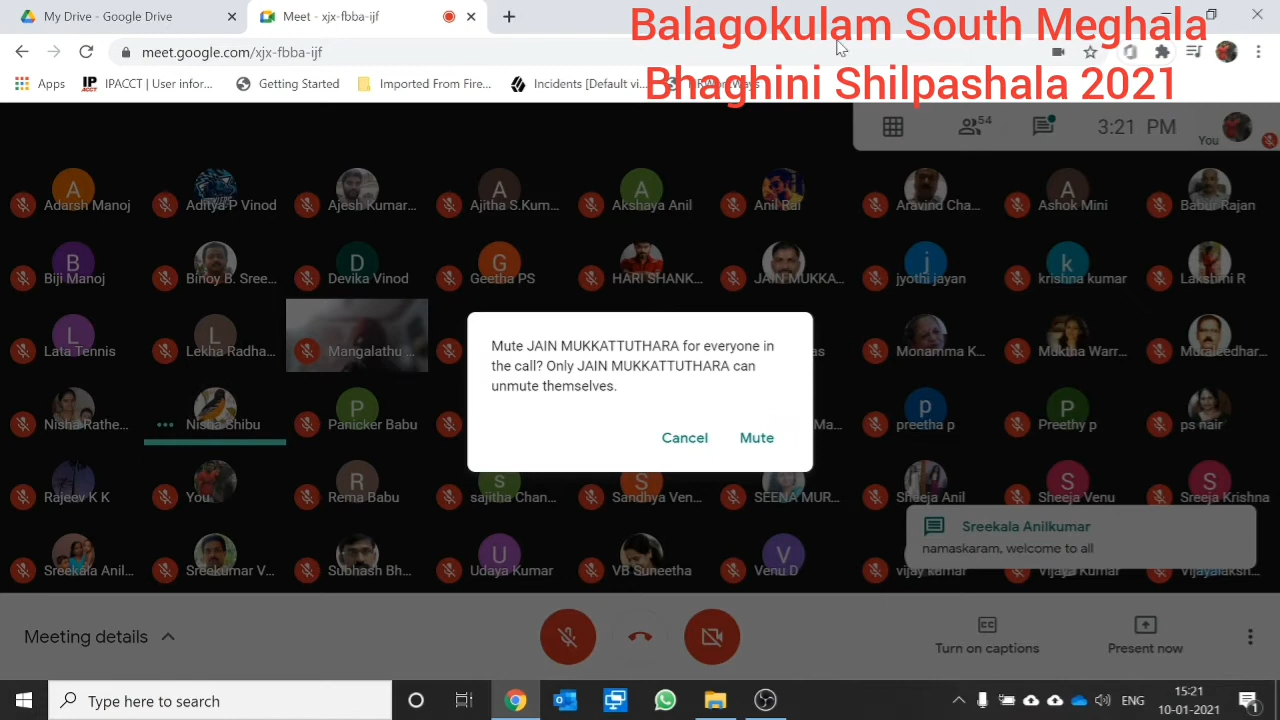 My Drive - Google Drive
Meet - xjx-fbba-ijf
Balagokulam South Meghala
Bhaghini Shilpashala 2021
meet.google.com/xjx-fbba-ijf
Apps
IPACCT | User infor...
Getting Started
Imported From Fire...
Incidents [Default vi...
54
3:21 PM
You
A
Adarsh Manoj
Aditya P Vinod
Ajesh Kumar...
A
Ajitha S.Kum...
A
Akshaya Anil
Anil Rai
Aravind Cha...
A
Ashok Mini
Babur Rajan
B
Biji Manoj
Binoy B. Sree...
D
Devika Vinod
G
Geetha PS
HARI SHANK...
JAIN MUKKA...
j
jyothi jayan
k
krishna kumar
Lakshmi R
L
Lata Tennis
L
Lekha Radha...
Mangalathu ...
Monamma K...
Muktha Warr...
Muraleedhar...
Mute JAIN MUKKATTUTHARA for everyone in
the call? Only JAIN MUKKATTUTHARA can
unmute themselves.
Cancel
Mute
Nisha Rathe...
Nisha Shibu
P
Panicker Babu
p
preetha p
P
Preethy p
ps nair
Rajeev K K
You
R
Rema Babu
s
sajitha Chan...
S
Sandhya Ven...
SEENA MUR...
Sheeja Anil
S
Sheeja Venu
S
Sreeja Krishna
Sreekala Anilkumar
namaskaram, welcome to all
Sreekala Anil...
Sreekumar V...
Subhash Bh...
U
Udaya Kumar
VB Suneetha
V
Venu D
vijay kumar
Vijaya Kumar
Vijayalaksh...
Meeting details
CC
Turn on captions
Present now
Type here to search
ENG
15:21
10-01-2021
1